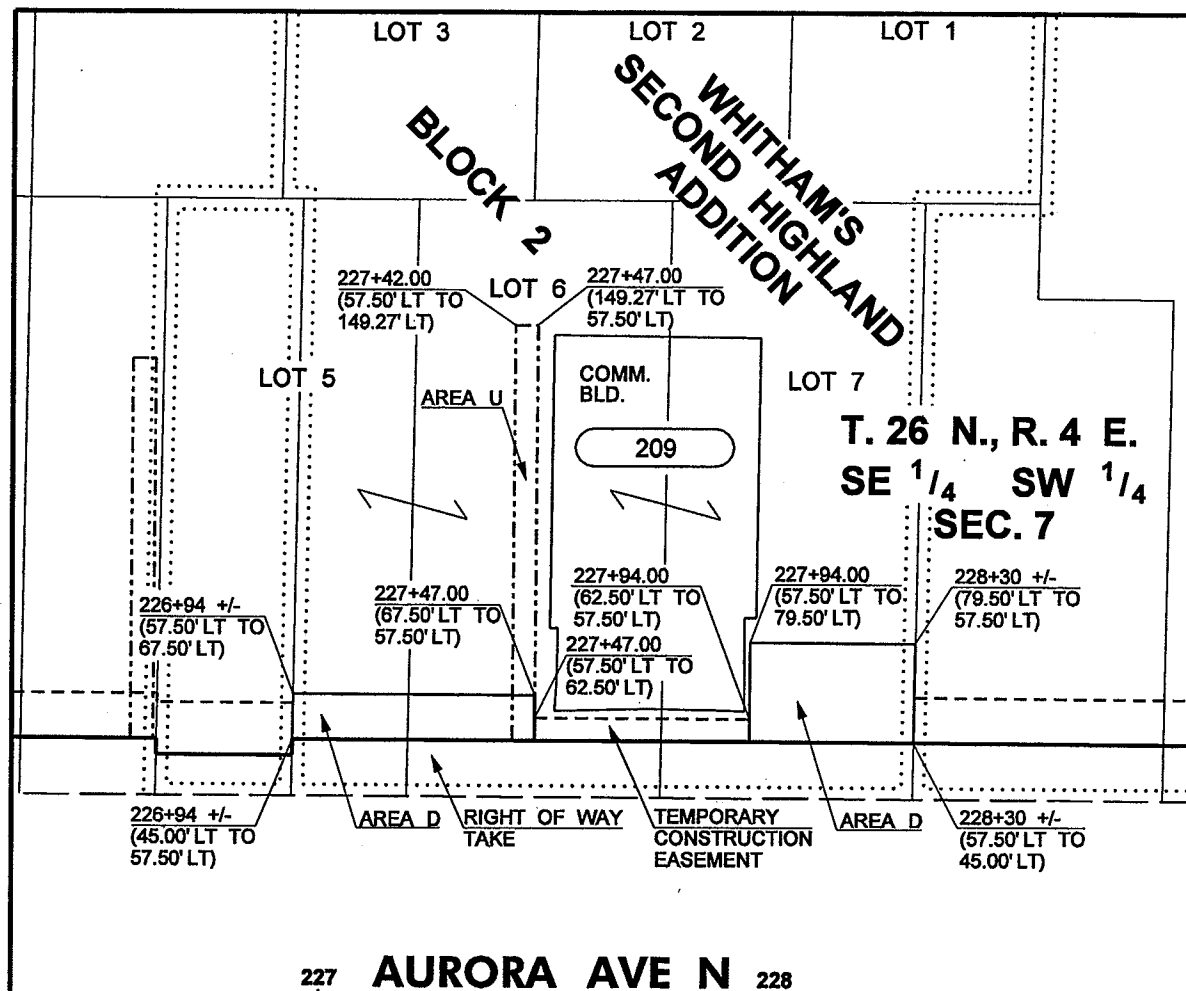 LOT 3
LOT 2
LOT 1
WHITHAM'S
SECOND HIGHLAND
ADDITION
BLOCK 2
227+42.00
(57.50' LT TO
149.27' LT)
LOT 6
227+47.00
(149.27' LT TO
57.50' LT)
LOT 5
AREA U
COMM.
BLD.
209
LOT 7
T. 26 N., R. 4 E.
SE 1/4 SW 1/4
SEC. 7
226+94 +/-
(57.50' LT TO
67.50' LT)
227+47.00
(67.50' LT TO
57.50' LT)
227+94.00
(62.50' LT TO
57.50' LT)
227+47.00
(57.50' LT TO
62.50' LT)
227+94.00
(57.50' LT TO
79.50' LT)
228+30 +/-
(79.50' LT TO
57.50' LT)
226+94 +/-
(45.00' LT TO
57.50' LT)
AREA D
RIGHT OF WAY
TAKE
TEMPORARY
CONSTRUCTION
EASEMENT
AREA D
228+30 +/-
(57.50' LT TO
45.00' LT)
227 AURORA AVE N 228